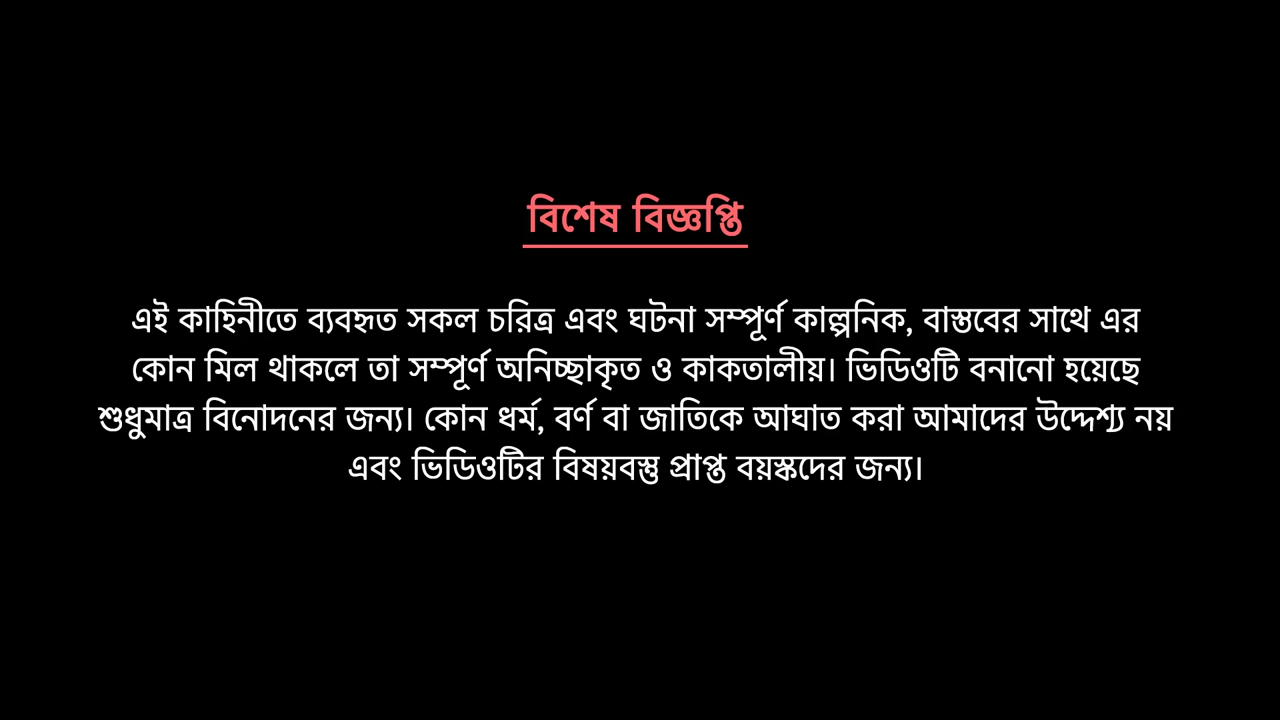 বিশেষ বিজ্ঞপ্তি
এই কাহিনীতে ব্যবহৃত সকল চরিত্র এবং ঘটনা সম্পূর্ণ কাল্পনিক, বাস্তবের সাথে এর
কোন মিল থাকলে তা সম্পূর্ণ অনিচ্ছাকৃত ও কাকতালীয়। ভিডিওটি বনানো হয়েছে
শুধুমাত্র বিনোদনের জন্য। কোন ধর্ম, বর্ণ বা জাতিকে আঘাত করা আমাদের উদ্দেশ্য নয়
এবং ভিডিওটির বিষয়বস্তু প্রাপ্ত বয়স্কদের জন্য।